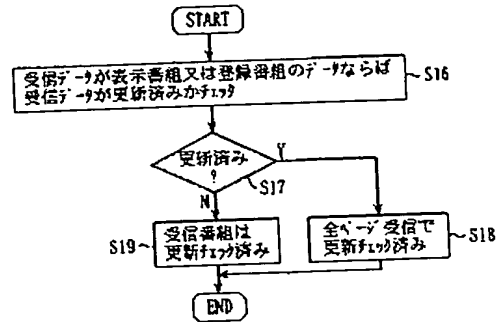 START
受信データが表示番組又は登録番組のデータならば
受信データが更新済みかチェック
S16
更新済み
?
Y
N
S17
受信番組は
更新チェック済み
S19
全ページ受信で
更新チェック済み
S18
END